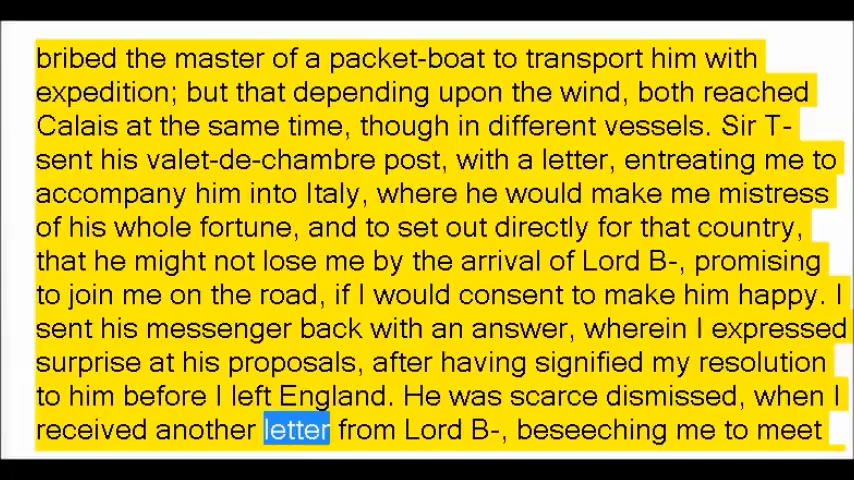 bribed the master of a packet-boat to transport him with
expedition; but that depending upon the wind, both reached
Calais at the same time, though in different vessels. Sir T-
sent his valet-de-chambre post, with a letter, entreating me to
accompany him into Italy, where he would make me mistress
of his whole fortune, and to set out directly for that country,
that he might not lose me by the arrival of Lord B-, promising
to join me on the road, if I would consent to make him happy. I
sent his messenger back with an answer, wherein I expressed
surprise at his proposals, after having signified my resolution
to him before I left England. He was scarce dismissed, when I
received another letter from Lord B-, beseeching me to meet